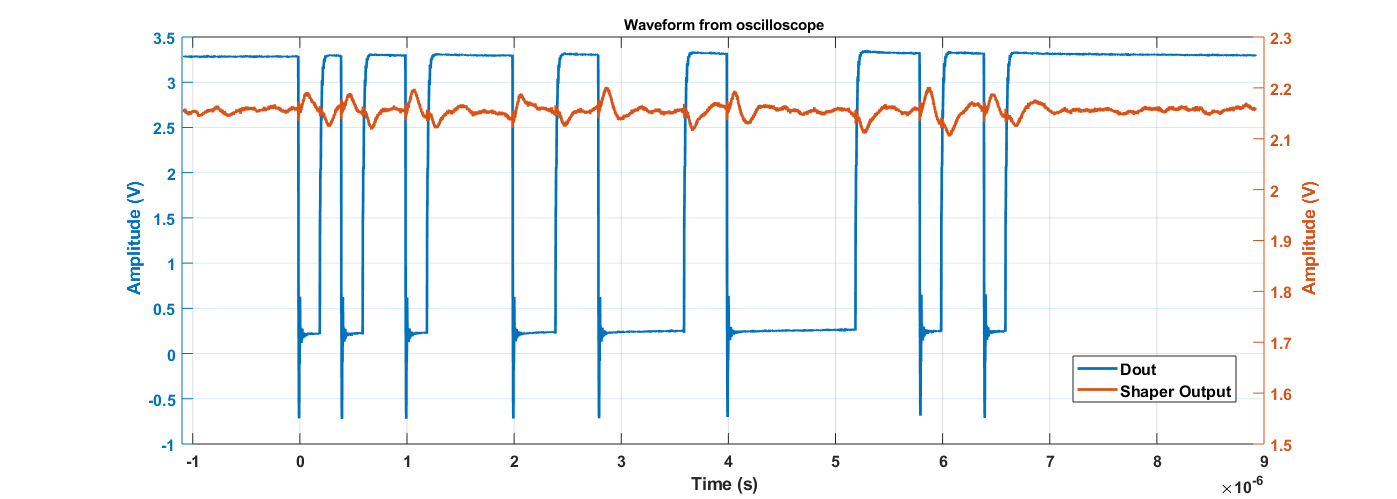 Waveform from oscilloscope
3.5
3
2.5
2
1.5
1
0.5
0
-0.5
-1
Amplitude (V)
2.3
2.2
2.1
2
1.9
1.8
1.7
1.6
1.5
Amplitude (V)
Dout
Shaper Output
-1 0 1 2 3 4 5 6 7 8 9
Time (s)
×10-6